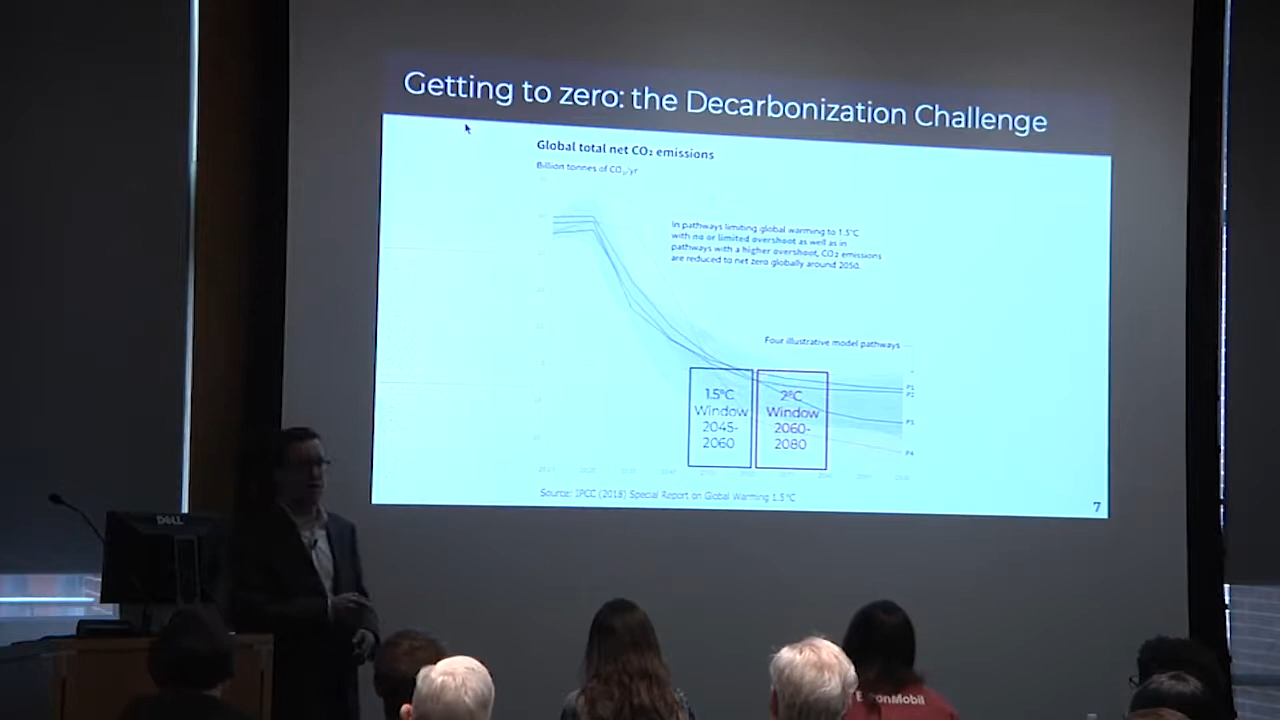 Getting to zero: the Decarbonization Challenge
Global total net CO₂ emissions
Billion tonnes of CO₂/yr
In pathways limiting global warming to 1.5°C
with no or limited overshoot as well as in
pathways with a higher overshoot, CO₂ emissions
are reduced to net zero globally around 2050.
Four illustrative model pathways
P1
P2
P3
P4
1.5°C
Window
2045-
2060
2°C
Window
2060-
2080
Source: IPCC (2018) Special Report on Global Warming 1.5°C
7
DELL